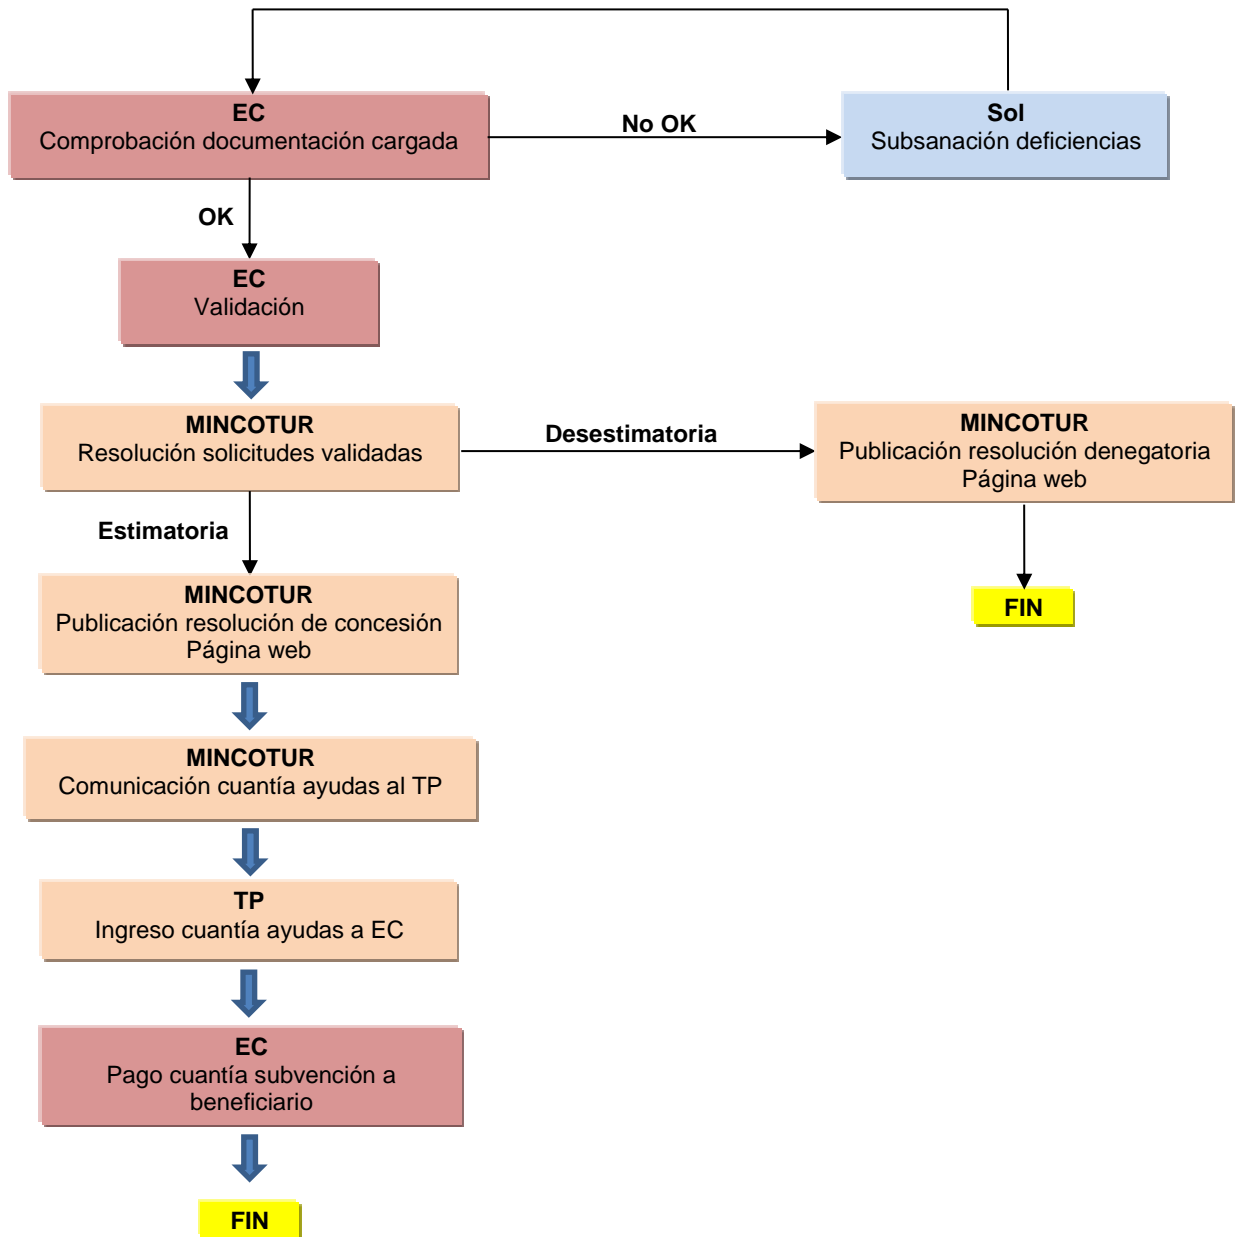 EC
Comprobación documentación cargada
No OK
Sol
Subsanación deficiencias
OK
EC
Validación
MINCOTUR
Resolución solicitudes validadas
Desestimatoria
MINCOTUR
Publicación resolución denegatoria
Página web
Estimatoria
FIN
MINCOTUR
Publicación resolución de concesión
Página web
MINCOTUR
Comunicación cuantía ayudas al TP
TP
Ingreso cuantía ayudas a EC
EC
Pago cuantía subvención a
beneficiario
FIN